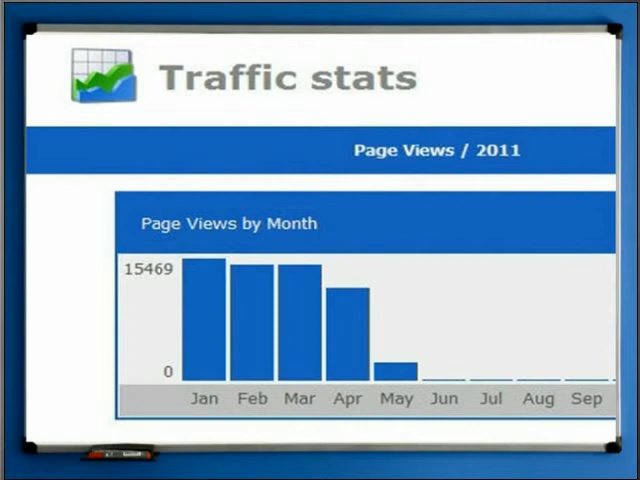 Traffic stats
Page Views / 2011
Page Views by Month
15469
0
Jan Feb Mar Apr May Jun Jul Aug Sep